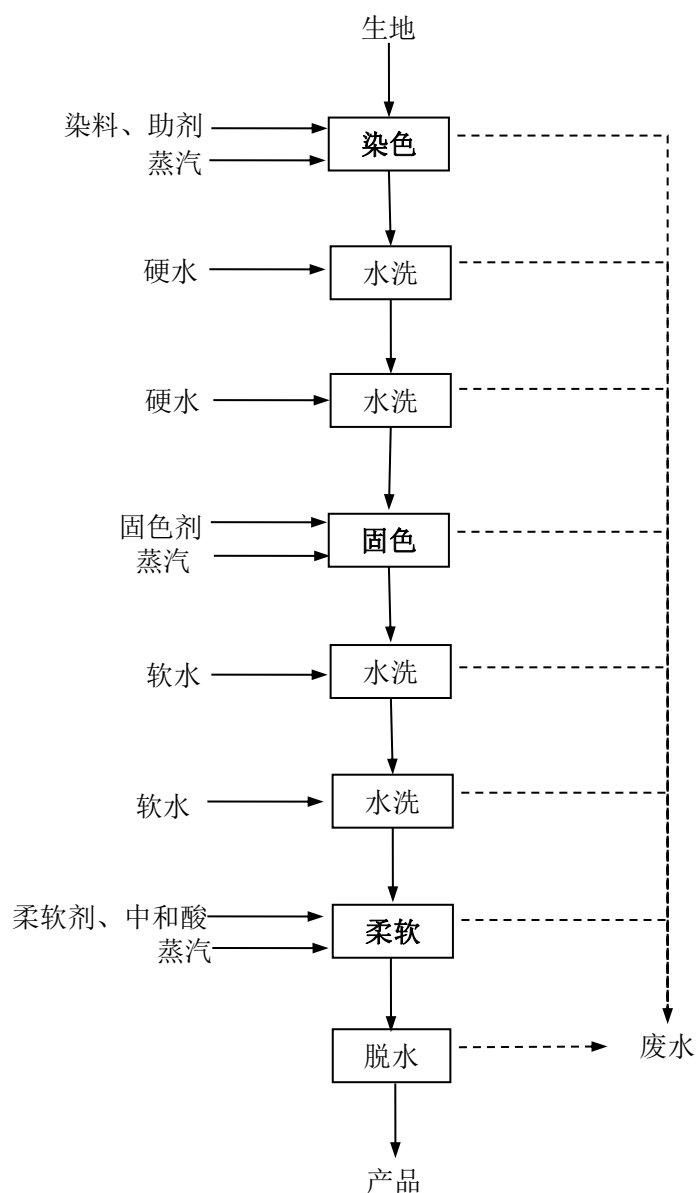 生地
染料、助剂
蒸汽
染色
硬水
水洗
硬水
水洗
固色剂
蒸汽
固色
软水
水洗
软水
水洗
柔软剂、中和酸
蒸汽
柔软
脱水
废水
产品